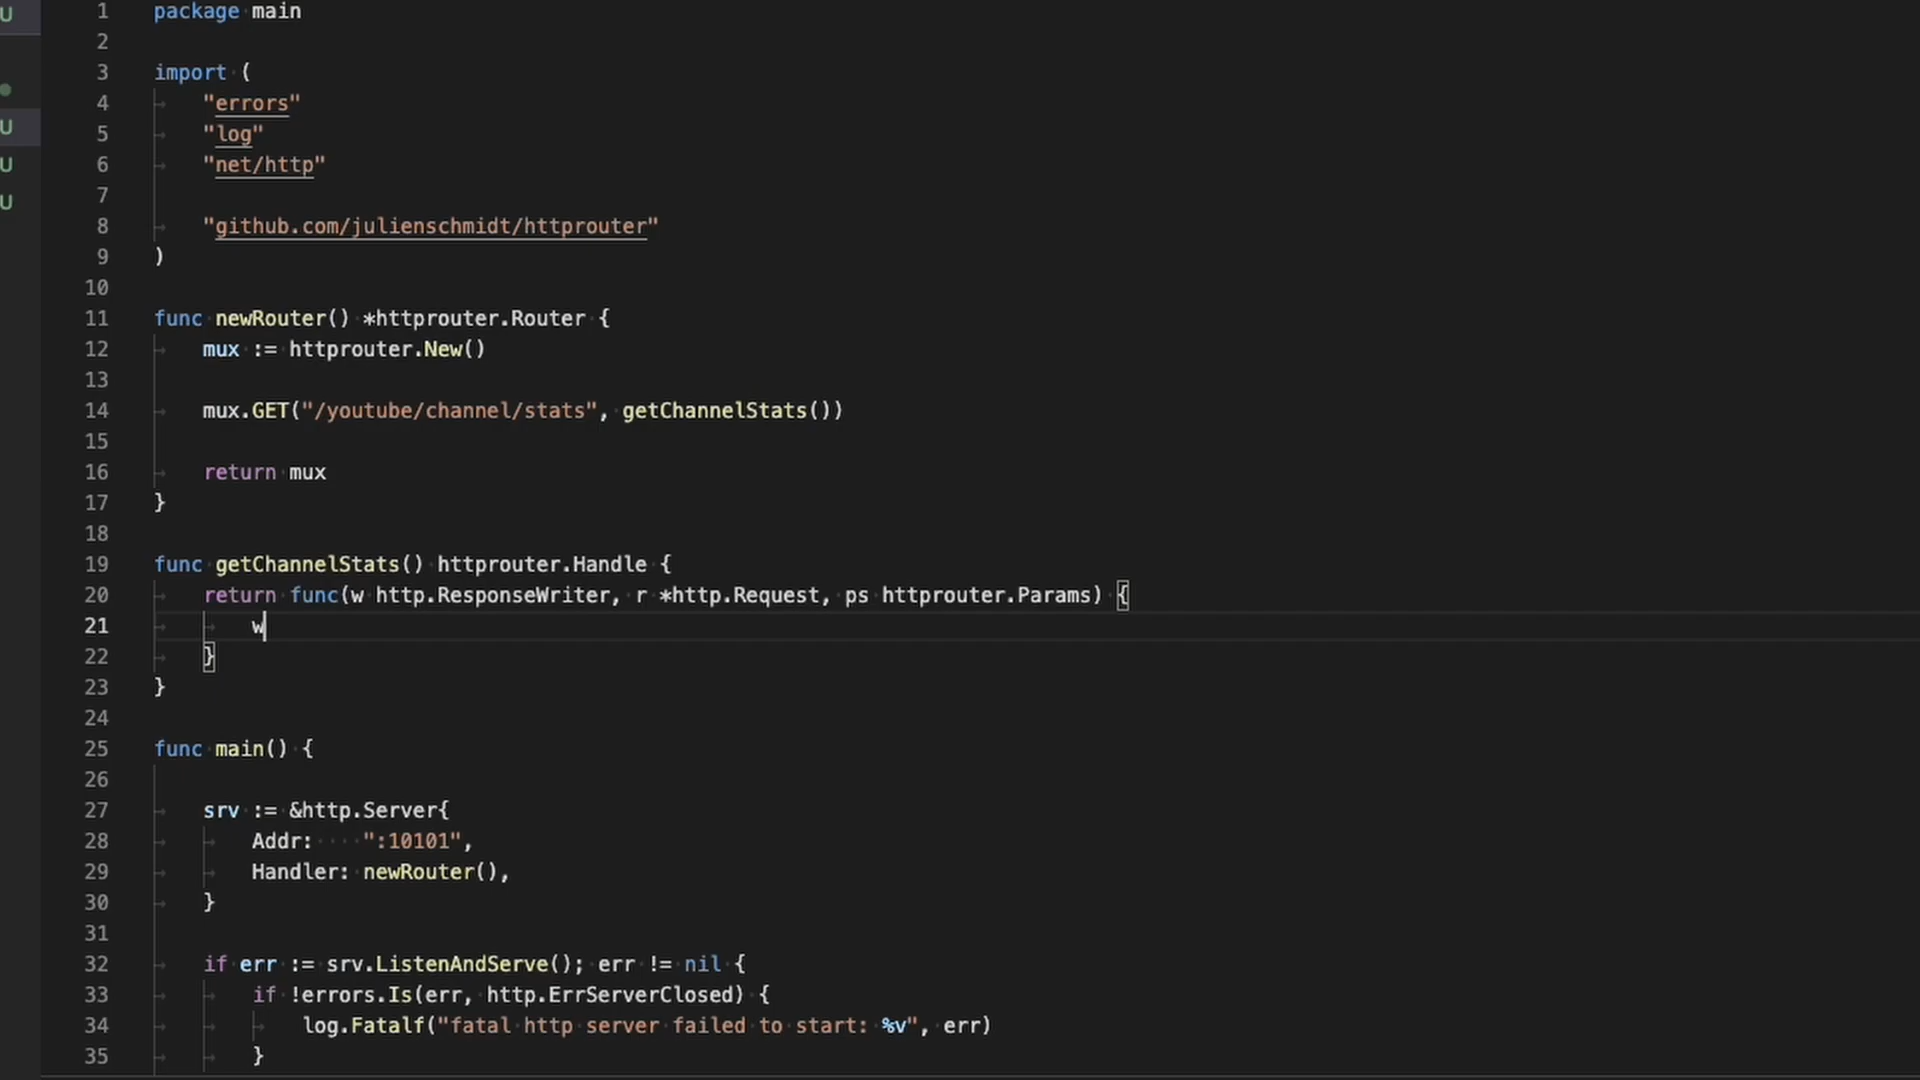 U
U
U
U
1 package main
2
3 import (
4 "errors"
5 "log"
6 "net/http"
7
8 "github.com/julienschmidt/httprouter"
9 )
10
11 func newRouter() *httprouter.Router {
12 mux := httprouter.New()
13
14 mux.GET("/youtube/channel/stats", getChannelStats())
15
16 return mux
17 }
18
19 func getChannelStats() httprouter.Handle {
20 return func(w http.ResponseWriter, r *http.Request, ps httprouter.Params) {
21 w
22 }
23 }
24
25 func main() {
26
27 srv := &http.Server{
28 Addr:    ":10101",
29 Handler: newRouter(),
30 }
31
32 if err := srv.ListenAndServe(); err != nil {
33 if !errors.Is(err, http.ErrServerClosed) {
34 log.Fatalf("fatal http server failed to start: %v", err)
35 }